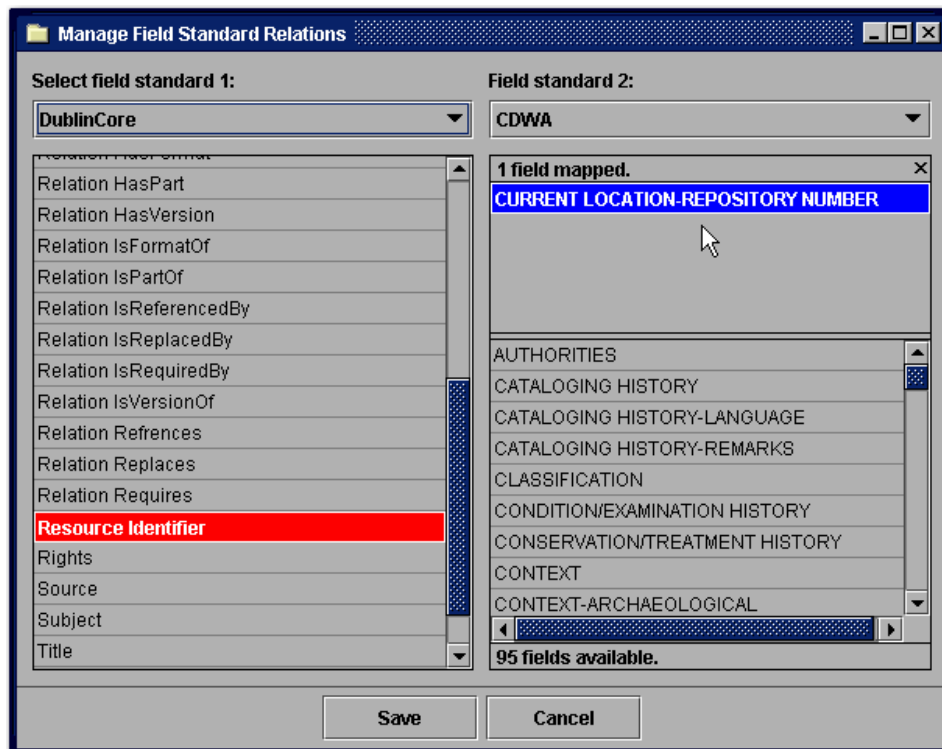 Manage Field Standard Relations
Select field standard 1:
DublinCore
Relation HasPart
Relation HasVersion
Relation IsFormatOf
Relation IsPartOf
Relation IsReferencedBy
Relation IsReplacedBy
Relation IsRequiredBy
Relation IsVersionOf
Relation Refrences
Relation Replaces
Relation Requires
Resource Identifier
Rights
Source
Subject
Title
Field standard 2:
CDWA
1 field mapped.
CURRENT LOCATION-REPOSITORY NUMBER
AUTHORITIES
CATALOGING HISTORY
CATALOGING HISTORY-LANGUAGE
CATALOGING HISTORY-REMARKS
CLASSIFICATION
CONDITION/EXAMINATION HISTORY
CONSERVATION/TREATMENT HISTORY
CONTEXT
CONTEXT-ARCHAEOLOGICAL
95 fields available.
Save
Cancel